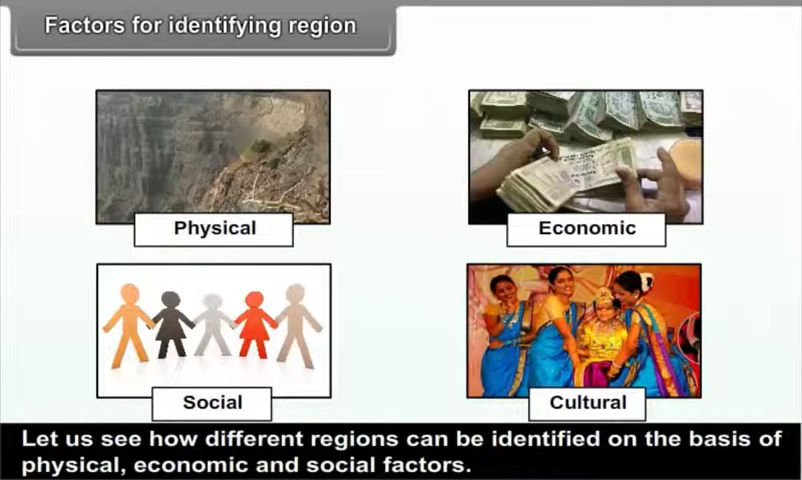 Factors for identifying region
Physical
Economic
Social
Cultural
Let us see how different regions can be identified on the basis of
physical, economic and social factors.